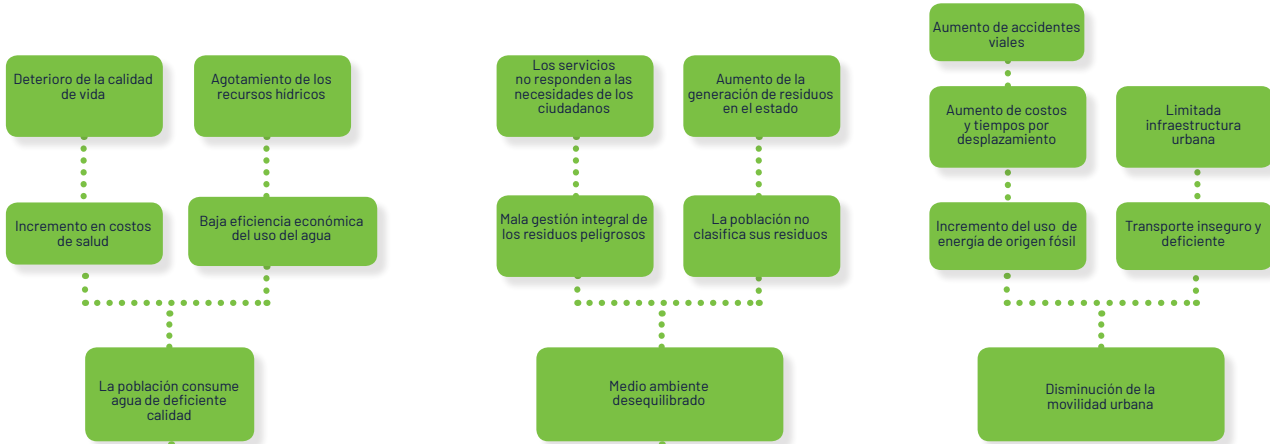 Aumento de accidentes
viales
Deterioro de la calidad
de vida
Agotamiento de los
recursos hídricos
Los servicios
no responden a las
necesidades de los
ciudadanos
Aumento de la
generación de residuos
en el estado
Aumento de costos
y tiempos por
desplazamiento
Limitada
infraestructura
urbana
Incremento en costos
de salud
Baja eficiencia económica
del uso del agua
Mala gestión integral de
los residuos peligrosos
La población no
clasifica sus residuos
Incremento del uso de
energía de origen fósil
Transporte inseguro y
deficiente
La población consume
agua de deficiente
calidad
Medio ambiente
desequilibrado
Disminución de la
movilidad urbana